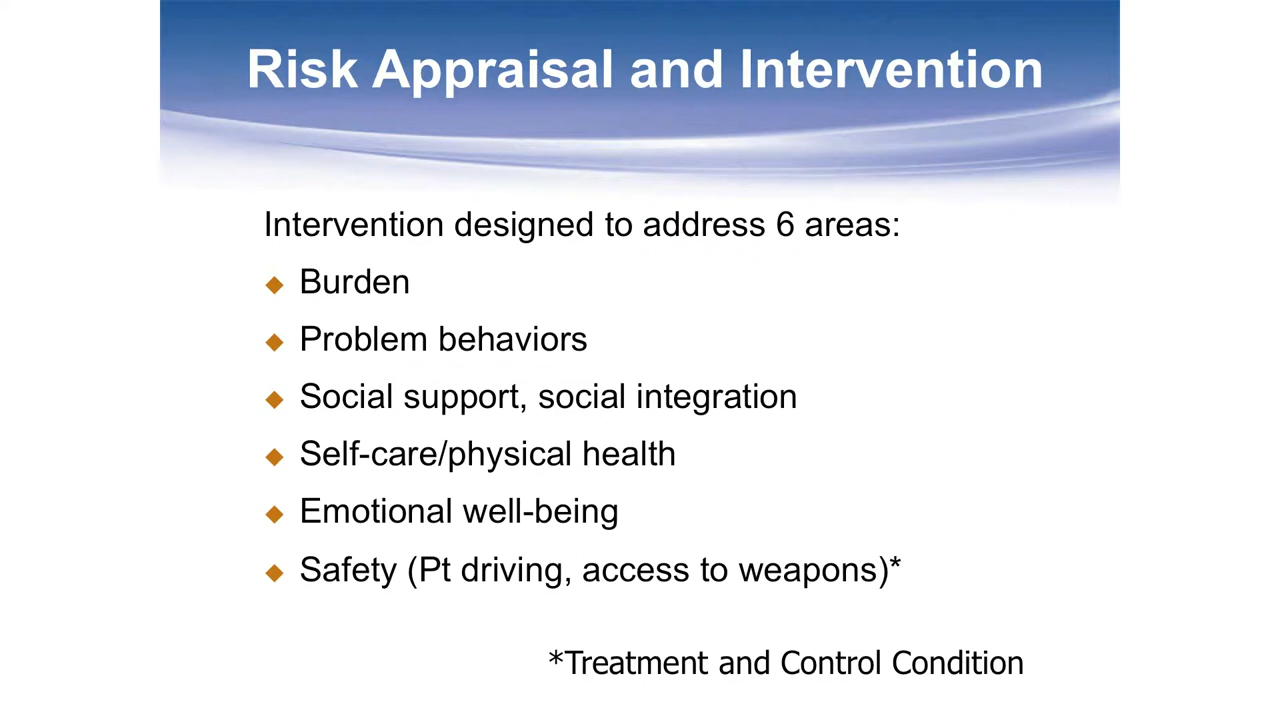 Risk Appraisal and Intervention
Intervention designed to address 6 areas:
◆ Burden
◆ Problem behaviors
◆ Social support, social integration
◆ Self-care/physical health
◆ Emotional well-being
◆ Safety (Pt driving, access to weapons)*
*Treatment and Control Condition